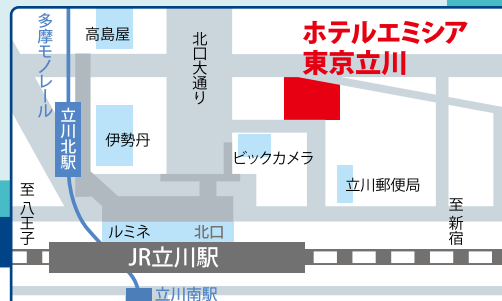 多摩モノレール
高島屋
北口大通り
ホテルエミシア
東京立川
立川北駅
伊勢丹
ビックカメラ
立川郵便局
至八王子
至新宿
ルミネ
北口
JR立川駅
立川南駅